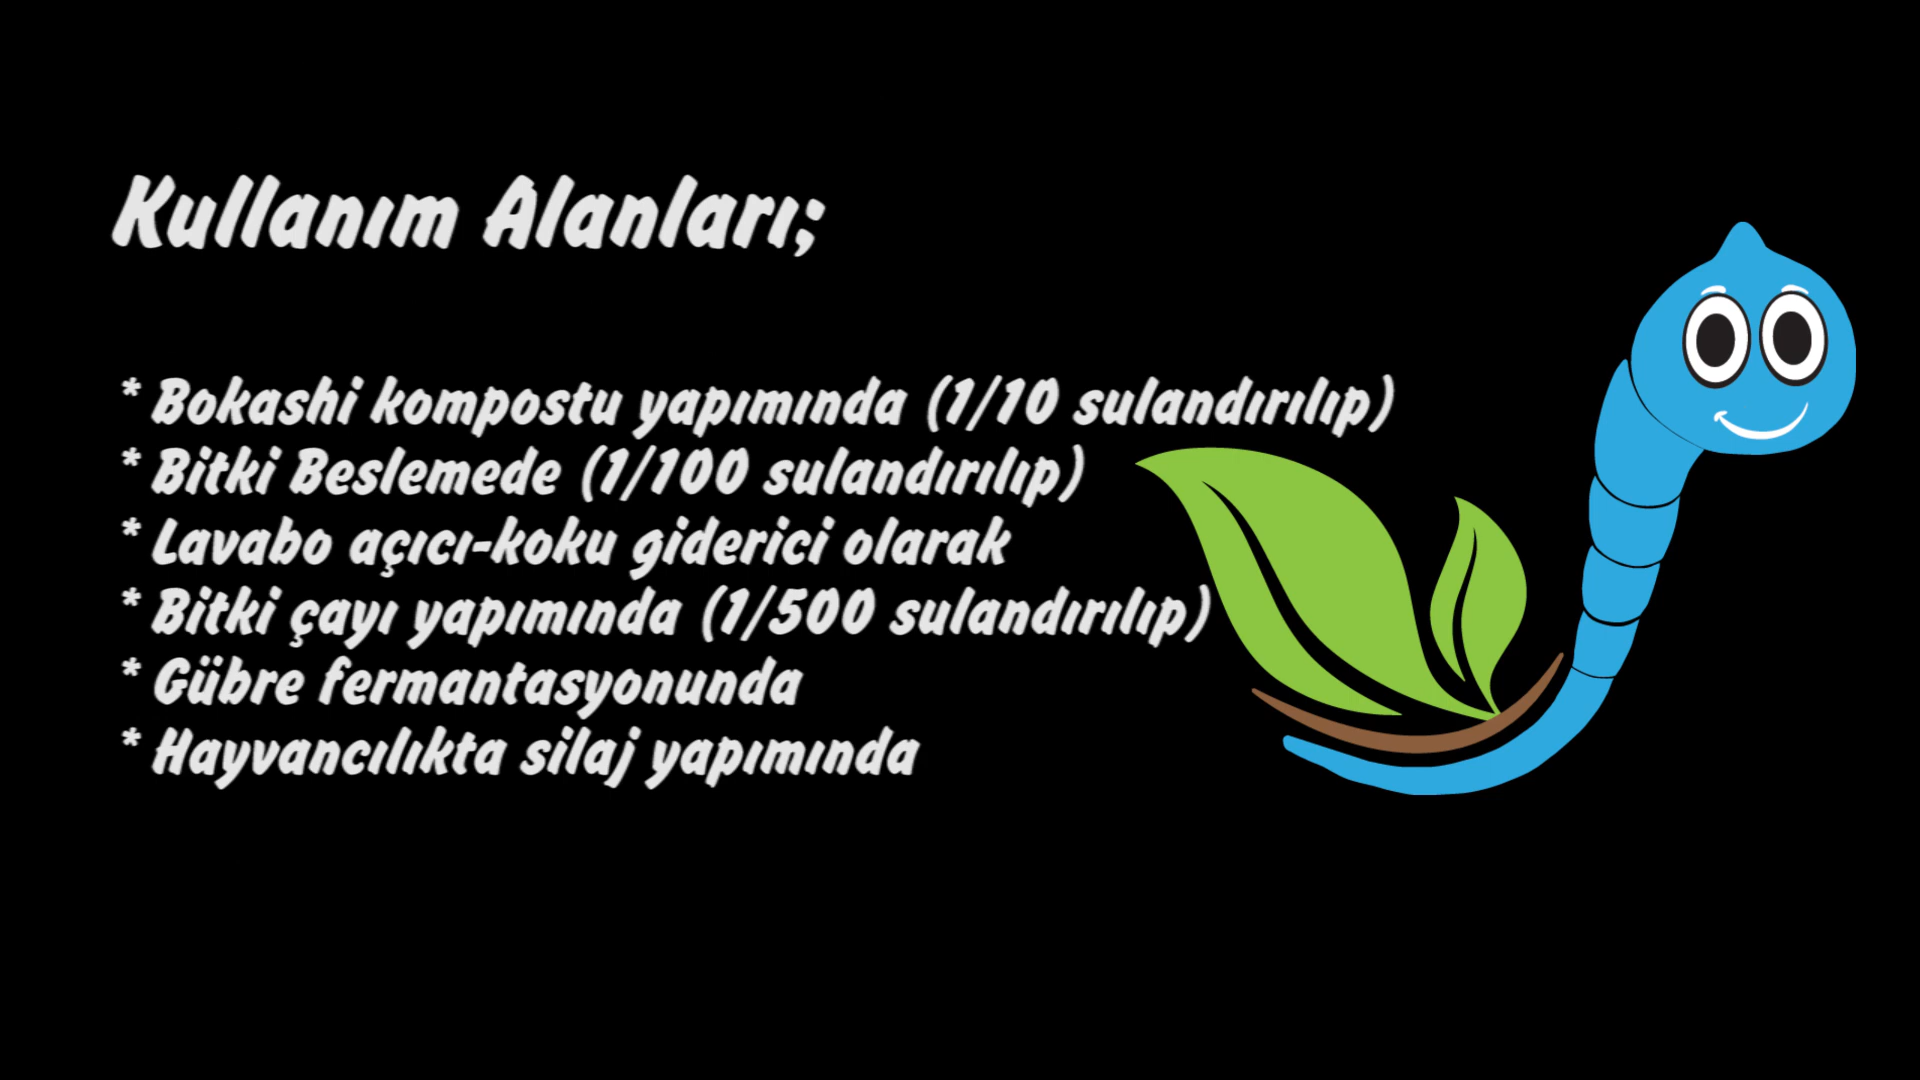 Kullanım Alanları;
* Bokashi kompostu yapımında (1/10 sulandırılıp)
* Bitki Beslemede (1/100 sulandırılıp)
* Lavabo açıcı-koku giderici olarak
* Bitki çayı yapımında (1/500 sulandırılıp)
* Gübre fermantasyonunda
* Hayvancılıkta silaj yapımında